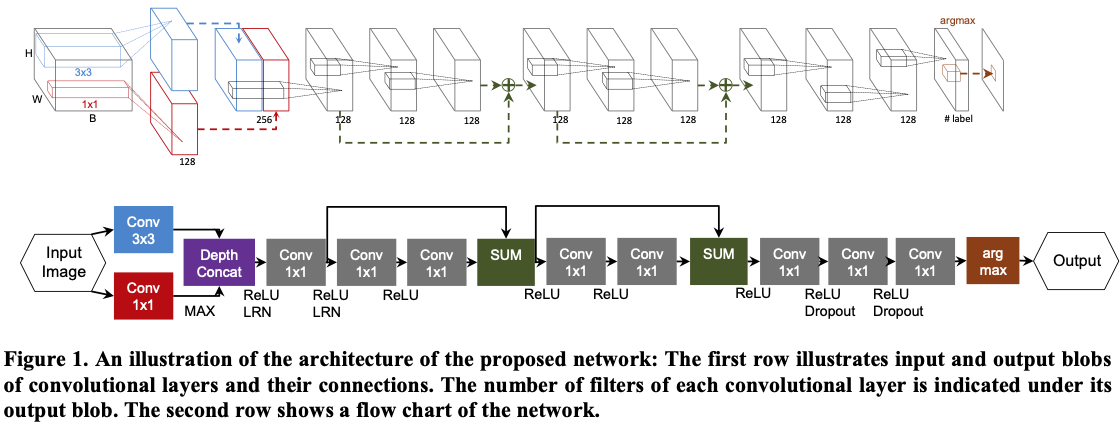 argmax
H
3x3
W
1x1
B
128
256
128
128
128
128
128
128
128
128
128
# label
Input
Image
Conv
3x3
Conv
1x1
MAX
Depth
Concat
ReLU
LRN
Conv
1x1
ReLU
LRN
Conv
1x1
ReLU
Conv
1x1
SUM
ReLU
Conv
1x1
ReLU
Conv
1x1
SUM
ReLU
Conv
1x1
ReLU
Dropout
Conv
1x1
ReLU
Dropout
Conv
1x1
arg
max
Output
Figure 1. An illustration of the architecture of the proposed network: The first row illustrates input and output blobs
of convolutional layers and their connections. The number of filters of each convolutional layer is indicated under its
output blob. The second row shows a flow chart of the network.